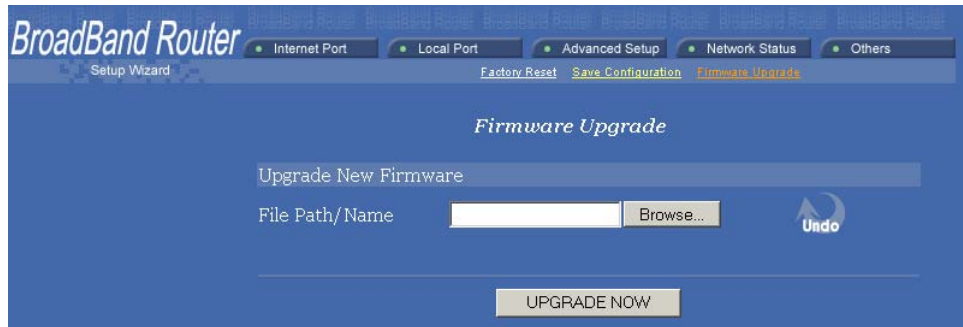 BroadBand Router
Internet Port Local Port Advanced Setup Network Status Others
Setup Wizard
Factory Reset Save Configuration Firmware Upgrade
Firmware Upgrade
Upgrade New Firmware
File Path/Name Browse... Undo
UPGRADE NOW